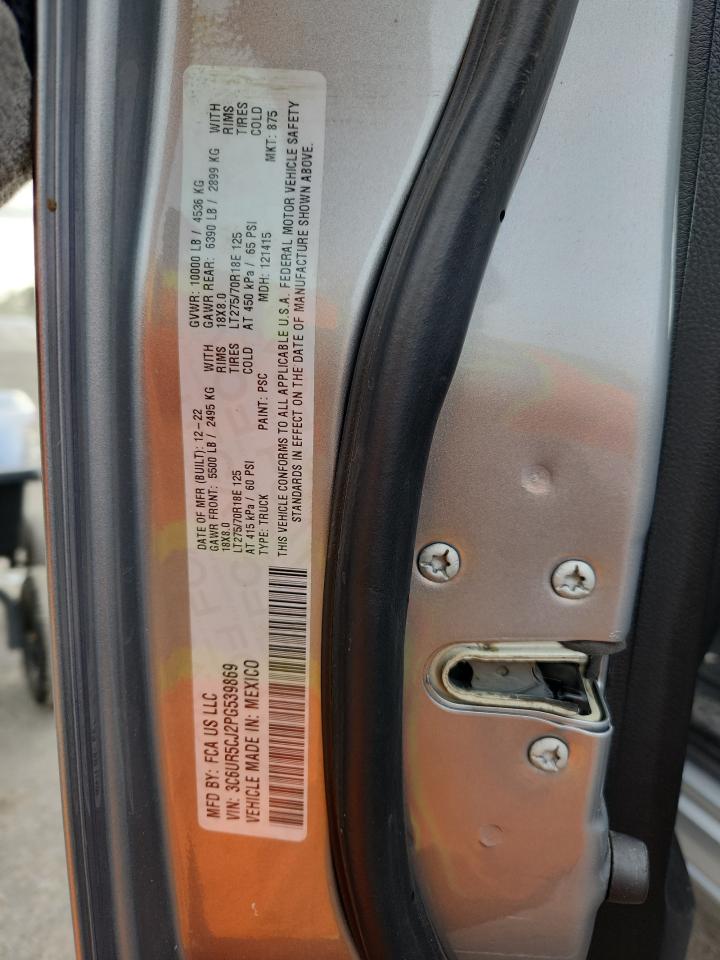 MFD BY: FCA US LLC
VIN: 3C6UR5CJ2PG539869
VEHICLE MADE IN: MEXICO
DATE OF MFR (BUILT): 12-22 GVWR: 10000 LB / 4536 KG
GAWR FRONT: 5500 LB / 2495 KG WITH GAWR REAR: 6390 LB / 2899 KG WITH
18X8.0 RIMS 18X8.0 RIMS
LT275/70R18E 125 TIRES LT275/70R18E 125 TIRES
AT 415 kPa / 60 PSI COLD AT 450 kPa / 65 PSI COLD
TYPE: TRUCK PAINT: PSC MDH: 121415 MKT: 875
THIS VEHICLE CONFORMS TO ALL APPLICABLE U.S.A. FEDERAL MOTOR VEHICLE SAFETY
STANDARDS IN EFFECT ON THE DATE OF MANUFACTURE SHOWN ABOVE.